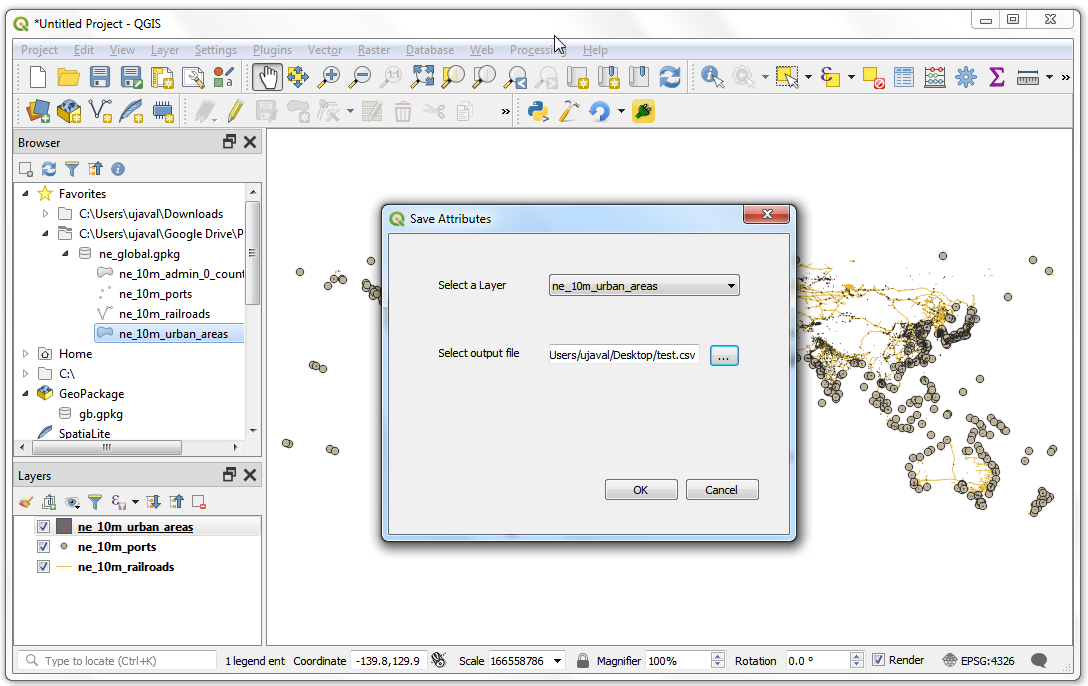 *Untitled Project - QGIS
Project Edit View Layer Settings Plugins Vector Raster Database Web Processing Help
1:1
a
»
»
Browser
Favorites
C:\Users\ujaval\Downloads
C:\Users\ujaval\Google Drive\P
ne_global.gpkg
ne_10m_admin_0_count
ne_10m_ports
ne_10m_railroads
ne_10m_urban_areas
Home
C:\
GeoPackage
gb.gpkg
SpatiaLite
Layers
ne_10m_urban_areas
ne_10m_ports
ne_10m_railroads
Save Attributes
Select a Layer
ne_10m_urban_areas
Select output file
Users/ujaval/Desktop/test.csv
...
OK
Cancel
Type to locate (Ctrl+K) 1 legend ent Coordinate -139.8,129.9 Scale 166558786 Magnifier 100% Rotation 0.0 ° Render EPSG:4326